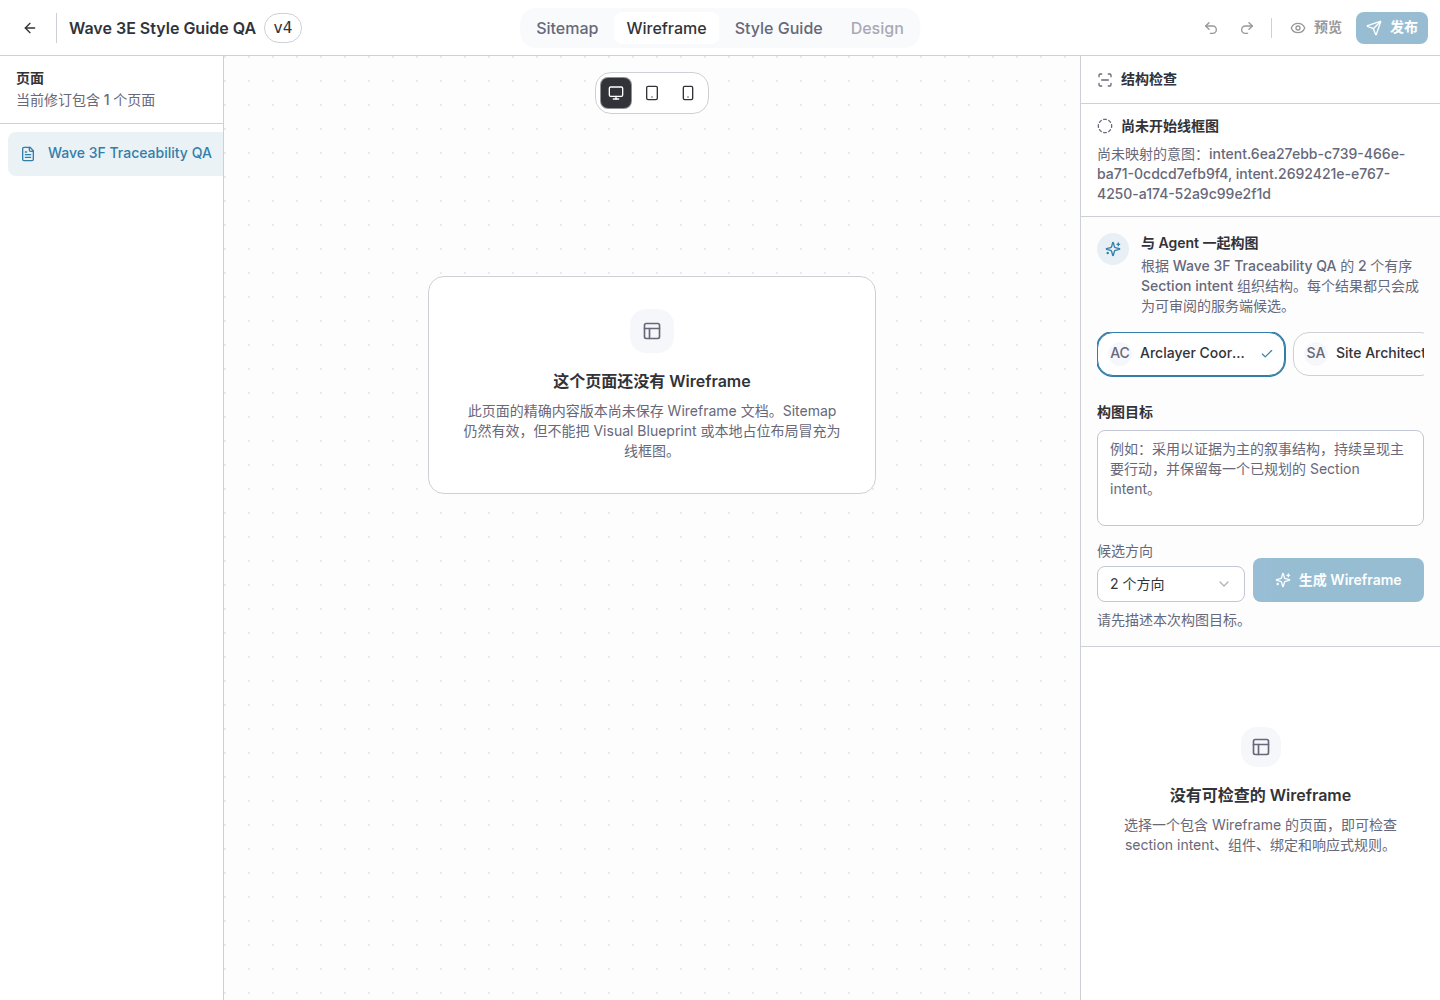 Wave 3E Style Guide QA
v4
Sitemap
Wireframe
Style Guide
Design
预览
发布
页面
当前修订包含 1 个页面
Wave 3F Traceability QA
这个页面还没有 Wireframe
此页面的精确内容版本尚未保存 Wireframe 文档。Sitemap
仍然有效，但不能把 Visual Blueprint 或本地占位布局冒充为
线框图。
结构检查
尚未开始线框图
尚未映射的意图：intent.6ea27ebb-c739-466e-
ba71-0cdcd7efb9f4, intent.2692421e-e767-
4250-a174-52a9c99e2f1d
与 Agent 一起构图
根据 Wave 3F Traceability QA 的 2 个有序
Section intent 组织结构。每个结果都只会成
为可审阅的服务端候选。
AC
Arclayer Coor...
SA
Site Architect
构图目标
例如：采用以证据为主的叙事结构，持续呈现主
要行动，并保留每一个已规划的 Section
intent。
候选方向
2 个方向
生成 Wireframe
请先描述本次构图目标。
没有可检查的 Wireframe
选择一个包含 Wireframe 的页面，即可检查
section intent、组件、绑定和响应式规则。